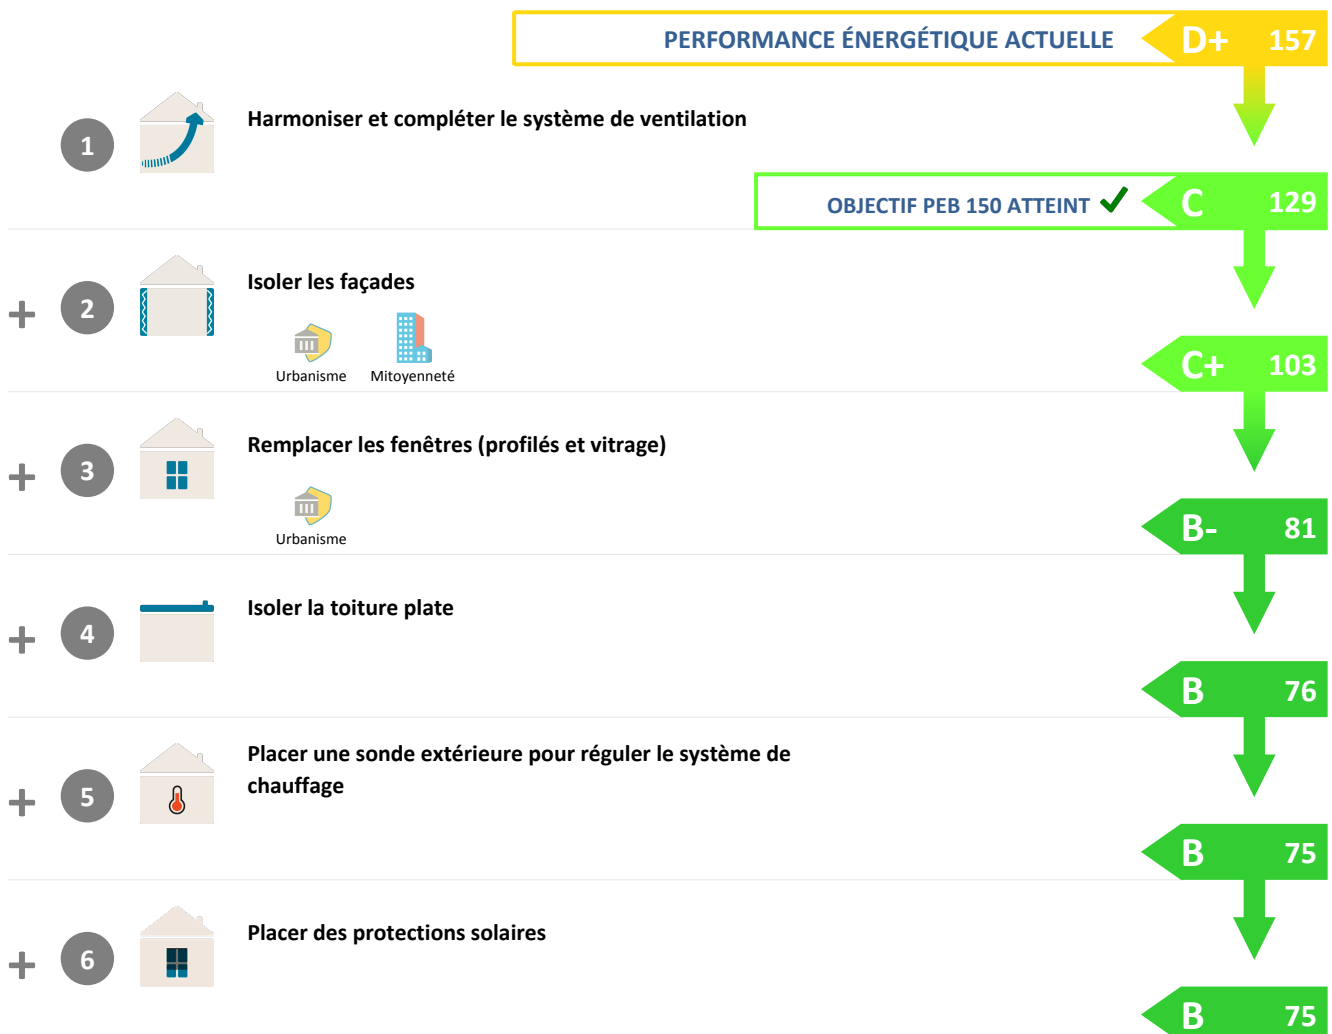 PERFORMANCE ÉNERGÉTIQUE ACTUELLE D+ 157
1 Harmoniser et compléter le système de ventilation
OBJECTIF PEB 150 ATTEINT C 129
+ 2 Isoler les façades
Urbanisme Mitoyenneté
C+ 103
+ 3 Remplacer les fenêtres (profilés et vitrage)
Urbanisme
B- 81
+ 4 Isoler la toiture plate
B 76
+ 5 Placer une sonde extérieure pour réguler le système de
chauffage
B 75
+ 6 Placer des protections solaires
B 75